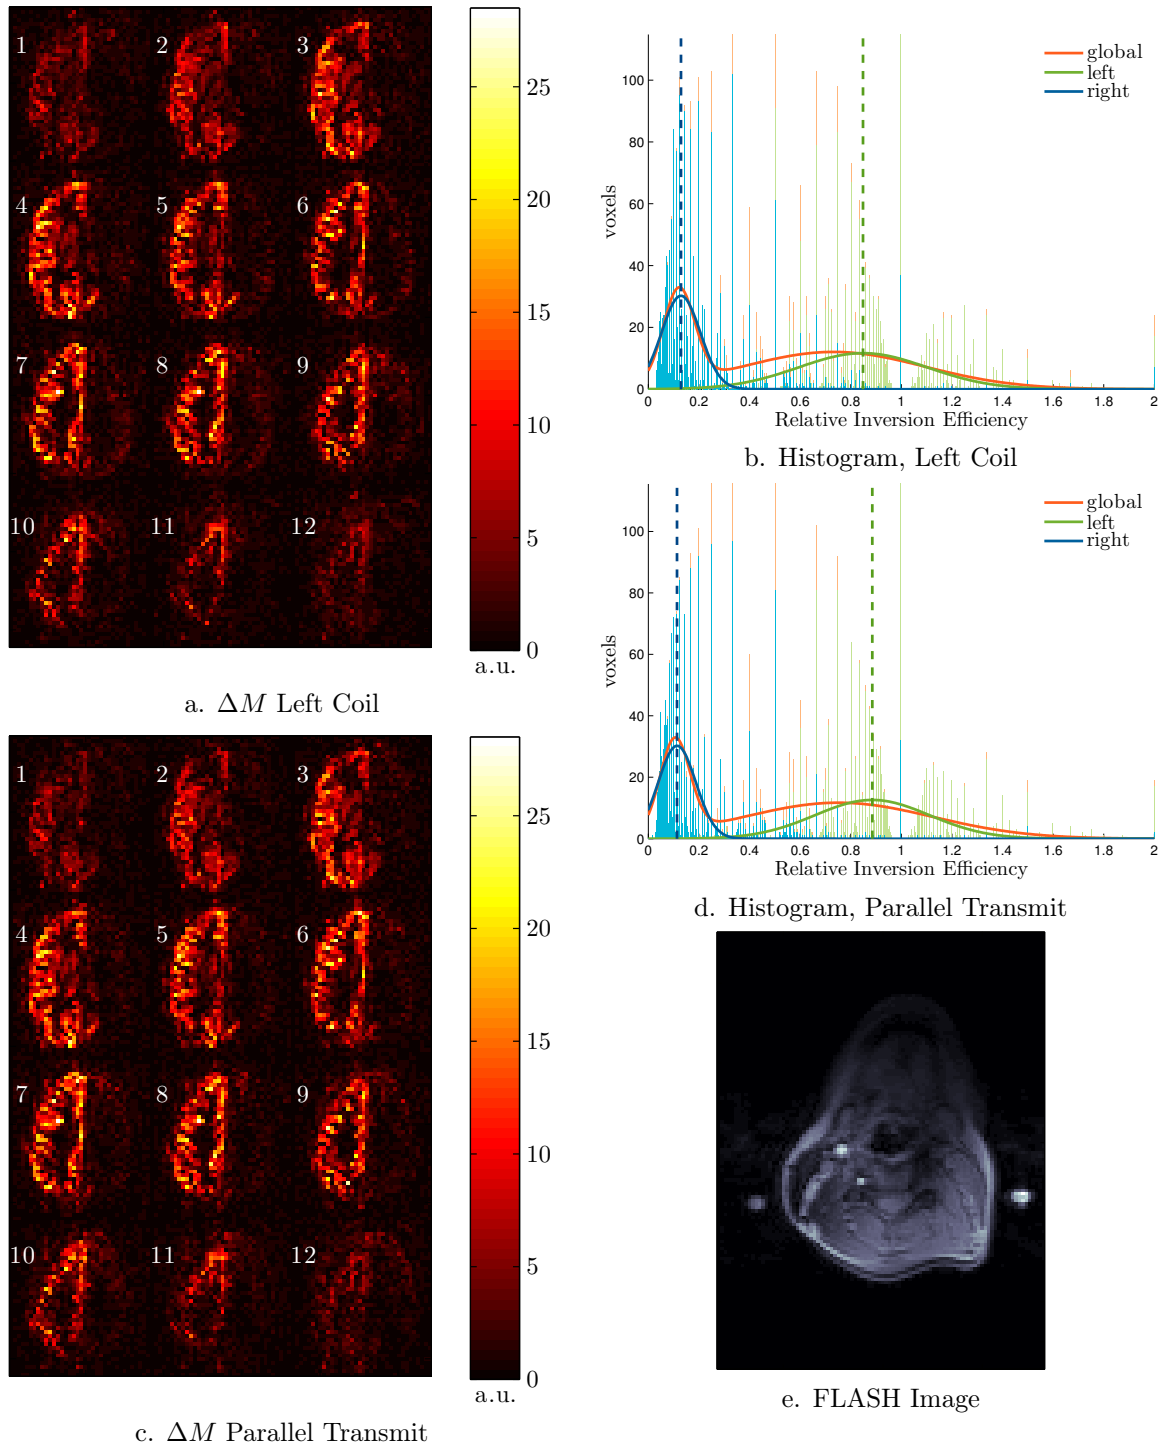 1 2 3
4 5 6
7 8 9
10 11 12
25
20
15
10
5
0
a.u.
a. ΔM Left Coil
global
left
right
100
80
60
40
20
0
voxels
0 0.2 0.4 0.6 0.8 1 1.2 1.4 1.6 1.8 2
Relative Inversion Efficiency
b. Histogram, Left Coil
global
left
right
100
80
60
40
20
0
voxels
0 0.2 0.4 0.6 0.8 1 1.2 1.4 1.6 1.8 2
Relative Inversion Efficiency
d. Histogram, Parallel Transmit
1 2 3
4 5 6
7 8 9
10 11 12
25
20
15
10
5
0
a.u.
c. ΔM Parallel Transmit
e. FLASH Image